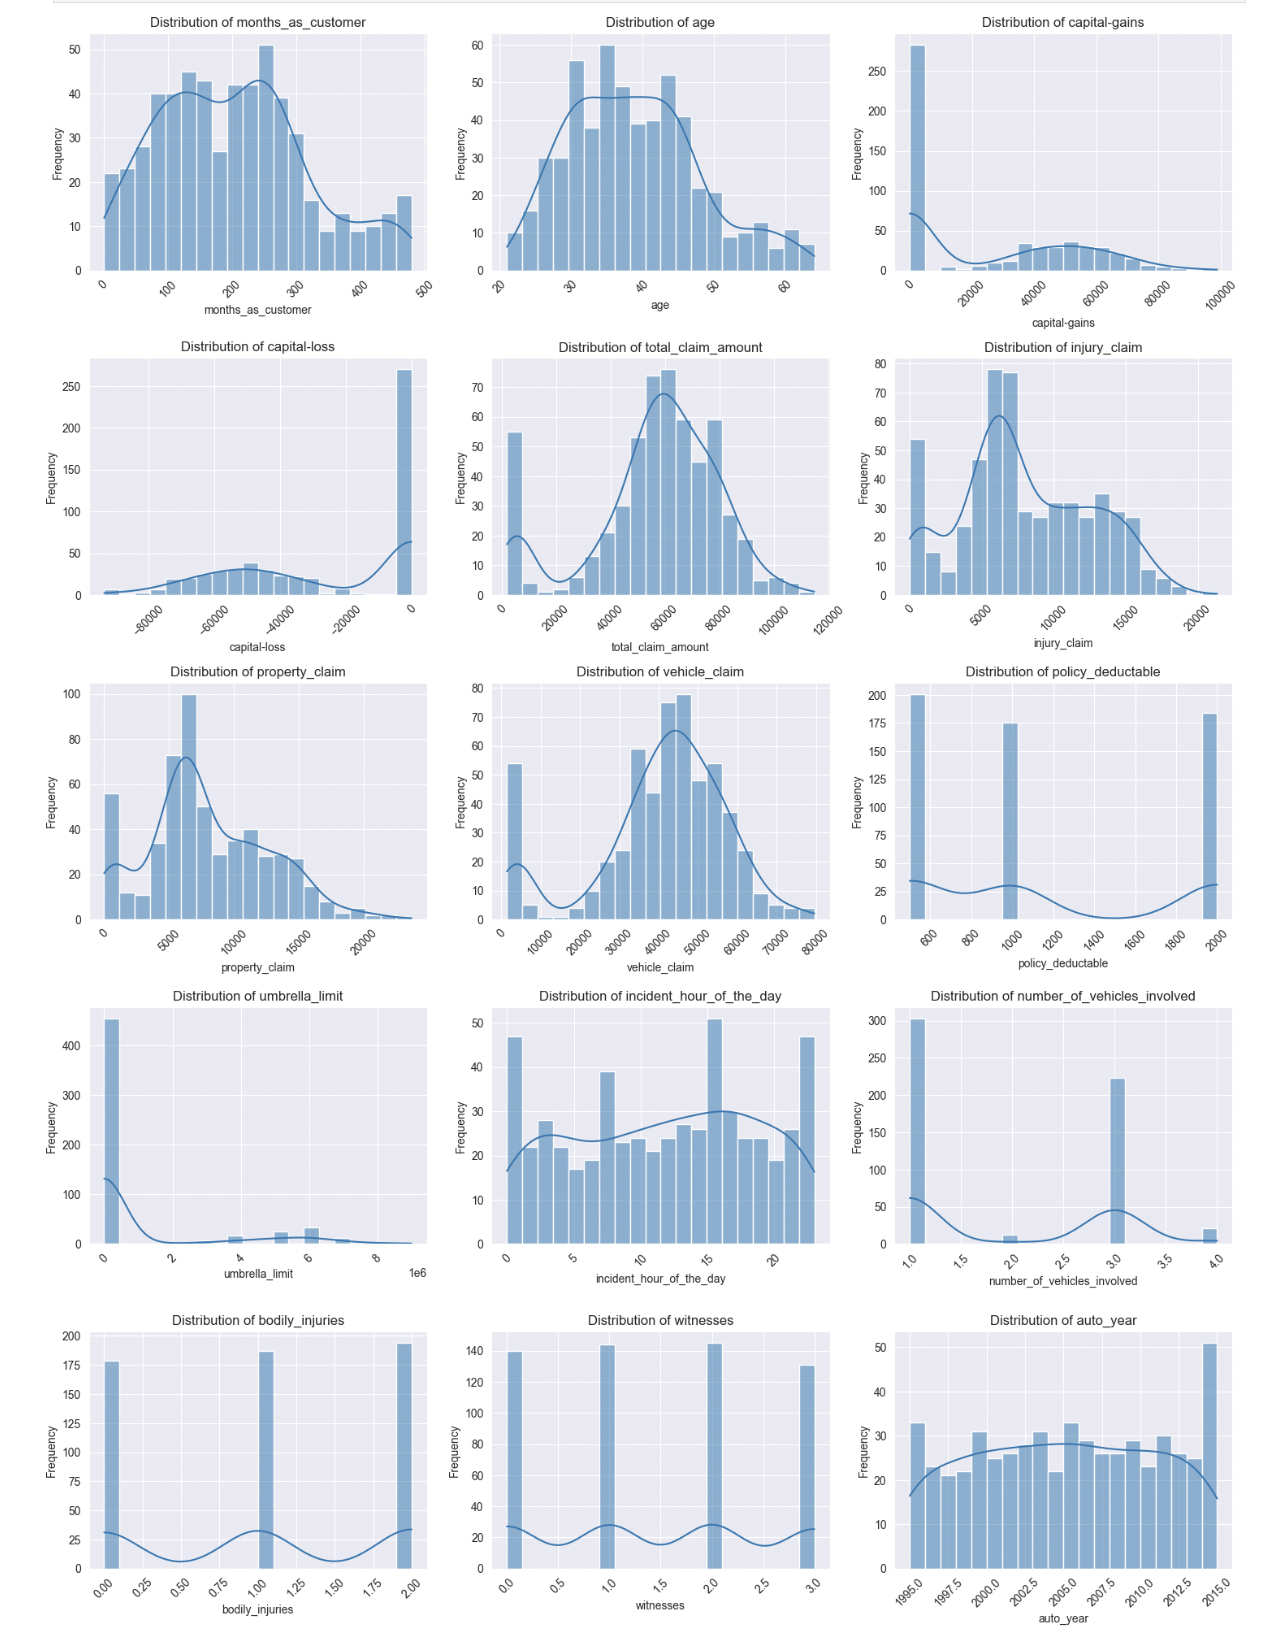 Distribution of months_as_customer
Frequency
50
40
30
20
10
0
0 100 200 300 400 500
months_as_customer
Distribution of age
Frequency
60
50
40
30
20
10
0
20 30 40 50 60
age
Distribution of capital-gains
Frequency
250
200
150
100
50
0
0 20000 40000 60000 80000 100000
capital-gains
Distribution of capital-loss
Frequency
250
200
150
100
50
0
−80000 −60000 −40000 −20000 0
capital-loss
Distribution of total_claim_amount
Frequency
70
60
50
40
30
20
10
0
0 20000 40000 60000 80000 100000 120000
total_claim_amount
Distribution of injury_claim
Frequency
80
70
60
50
40
30
20
10
0
0 5000 10000 15000 20000
injury_claim
Distribution of property_claim
Frequency
100
80
60
40
20
0
0 5000 10000 15000 20000
property_claim
Distribution of vehicle_claim
Frequency
80
70
60
50
40
30
20
10
0
0 10000 20000 30000 40000 50000 60000 70000 80000
vehicle_claim
Distribution of policy_deductable
Frequency
200
175
150
125
100
75
50
25
0
600 800 1000 1200 1400 1600 1800 2000
policy_deductable
Distribution of umbrella_limit
Frequency
400
300
200
100
0
0 2 4 6 8
1e6
umbrella_limit
Distribution of incident_hour_of_the_day
Frequency
50
40
30
20
10
0
0 5 10 15 20
incident_hour_of_the_day
Distribution of number_of_vehicles_involved
Frequency
300
250
200
150
100
50
0
1.0 1.5 2.0 2.5 3.0 3.5 4.0
number_of_vehicles_involved
Distribution of bodily_injuries
Frequency
200
175
150
125
100
75
50
25
0
0.00 0.25 0.50 0.75 1.00 1.25 1.50 1.75 2.00
bodily_injuries
Distribution of witnesses
Frequency
140
120
100
80
60
40
20
0
0.0 0.5 1.0 1.5 2.0 2.5 3.0
witnesses
Distribution of auto_year
Frequency
50
40
30
20
10
0
1995.0 1997.5 2000.0 2002.5 2005.0 2007.5 2010.0 2012.5 2015.0
auto_year